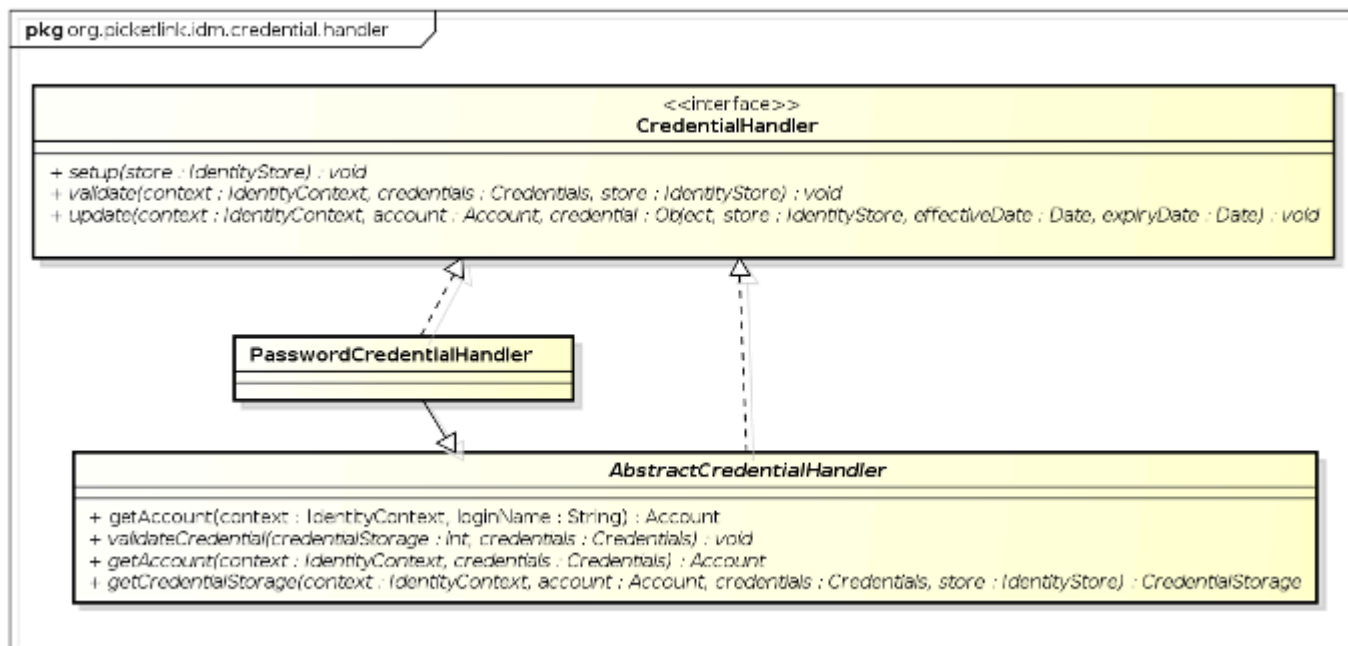 pkg org.picketlink.idm.credential.handler
<<interface>>
CredentialHandler
+ setup(store : IdentityStore) : void
+ validate(context : IdentityContext, credentials : Credentials, store : IdentityStore) : void
+ update(context : IdentityContext, account : Account, credential : Object, store : IdentityStore, effectiveDate : Date, expiryDate : Date) : void
PasswordCredentialHandler
AbstractCredentialHandler
+ getAccount(context : IdentityContext, loginName : String) : Account
+ validateCredential(credentialStorage : int, credentials : Credentials) : void
+ getAccount(context : IdentityContext, credentials : Credentials) : Account
+ getCredentialStorage(context : IdentityContext, account : Account, credentials : Credentials, store : IdentityStore) : CredentialStorage